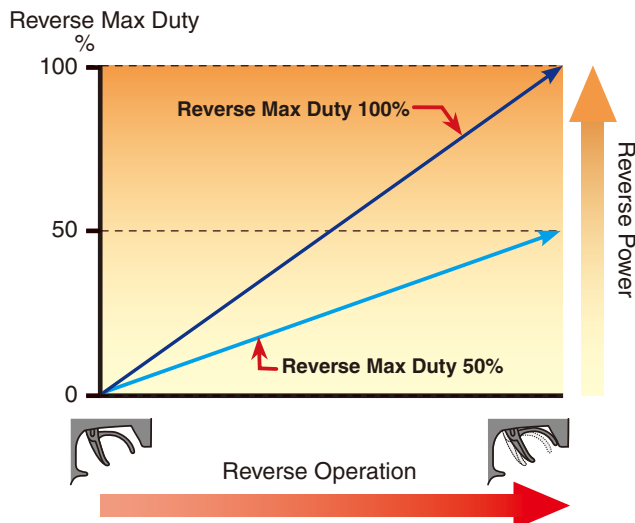 Reverse Max Duty
%
100
Reverse Max Duty 100%
50
Reverse Max Duty 50%
0
Reverse Power
Reverse Operation